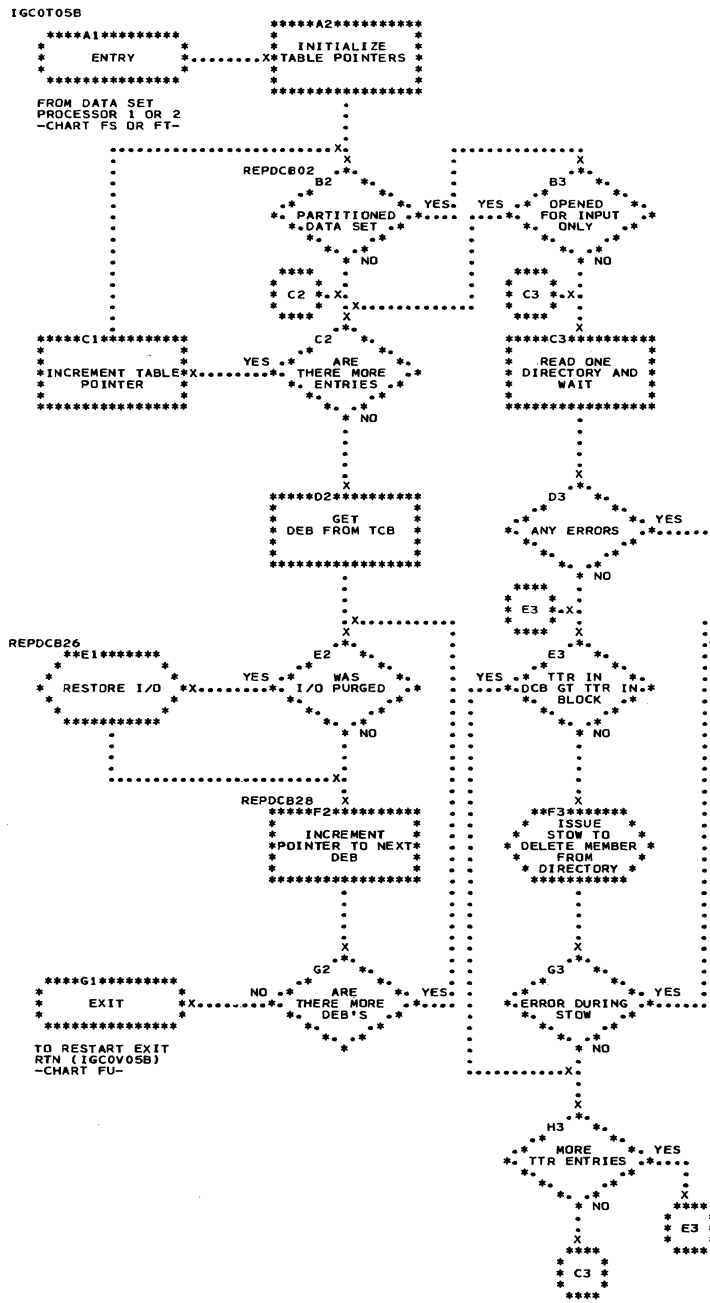 IGC0T05B
A1
ENTRY
A2
INITIALIZE
TABLE POINTERS
FROM DATA SET
PROCESSOR 1 OR 2
-CHART FS OR FT-
REPDCB02
B2
PARTITIONED
DATA SET
YES
NO
B3
OPENED
FOR INPUT
ONLY
YES
NO
C2
C3
C1
INCREMENT TABLE
POINTER
C2
ARE
THERE MORE
ENTRIES
YES
NO
C3
READ ONE
DIRECTORY AND
WAIT
D2
GET
DEB FROM TCB
D3
ANY ERRORS
YES
NO
E3
REPDCB26
E1
RESTORE I/O
E2
WAS
I/O PURGED
YES
NO
E3
TTR IN
DCB GT TTR IN
BLOCK
YES
NO
REPDCB28
F2
INCREMENT
POINTER TO NEXT
DEB
F3
ISSUE
STOW TO
DELETE MEMBER
FROM
DIRECTORY
G1
EXIT
G2
ARE
THERE MORE
DEB'S
NO
YES
G3
ERROR DURING
STOW
YES
NO
TO RESTART EXIT
RTN (IGC0V05B)
-CHART FU-
H3
MORE
TTR ENTRIES
YES
NO
E3
C3